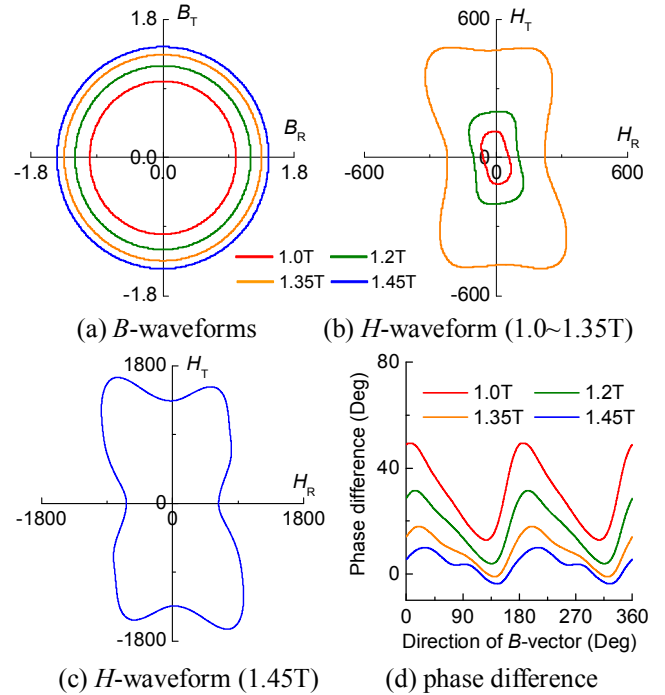 1.8 B_T
B_R
-1.8 0.0 1.8
0.0
-1.8
1.0T 1.2T
1.35T 1.45T
(a) B-waveforms
600 H_T
H_R
-600 0 600
0
-600
(b) H-waveform (1.0~1.35T)
1800 H_T
H_R
-1800 0 1800
0
-1800
(c) H-waveform (1.45T)
80
40
0
Phase difference (Deg)
1.0T 1.2T
1.35T 1.45T
0 90 180 270 360
Direction of B-vector (Deg)
(d) phase difference